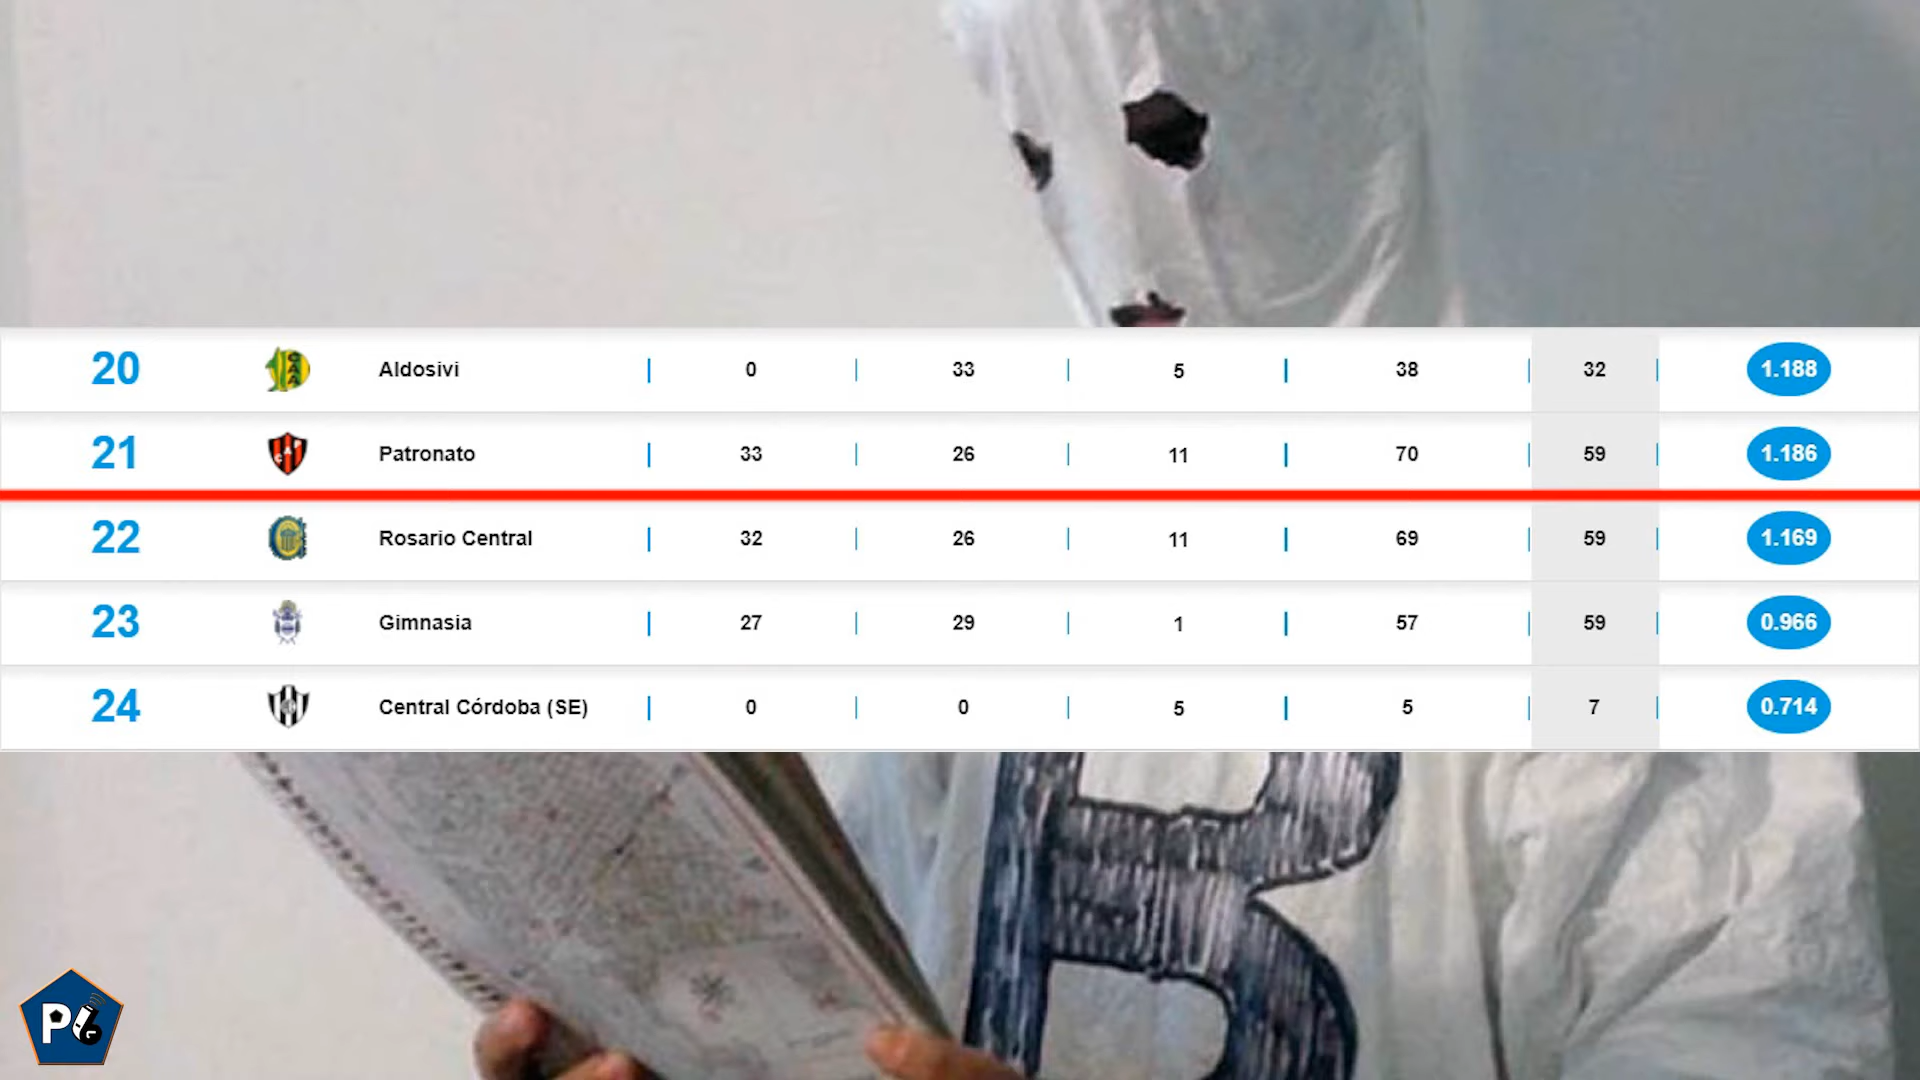 20 Aldosivi 0 33 5 38 32 1.188
21 Patronato 33 26 11 70 59 1.186
22 Rosario Central 32 26 11 69 59 1.169
23 Gimnasia 27 29 1 57 59 0.966
24 Central Córdoba (SE) 0 0 5 5 7 0.714
B
P